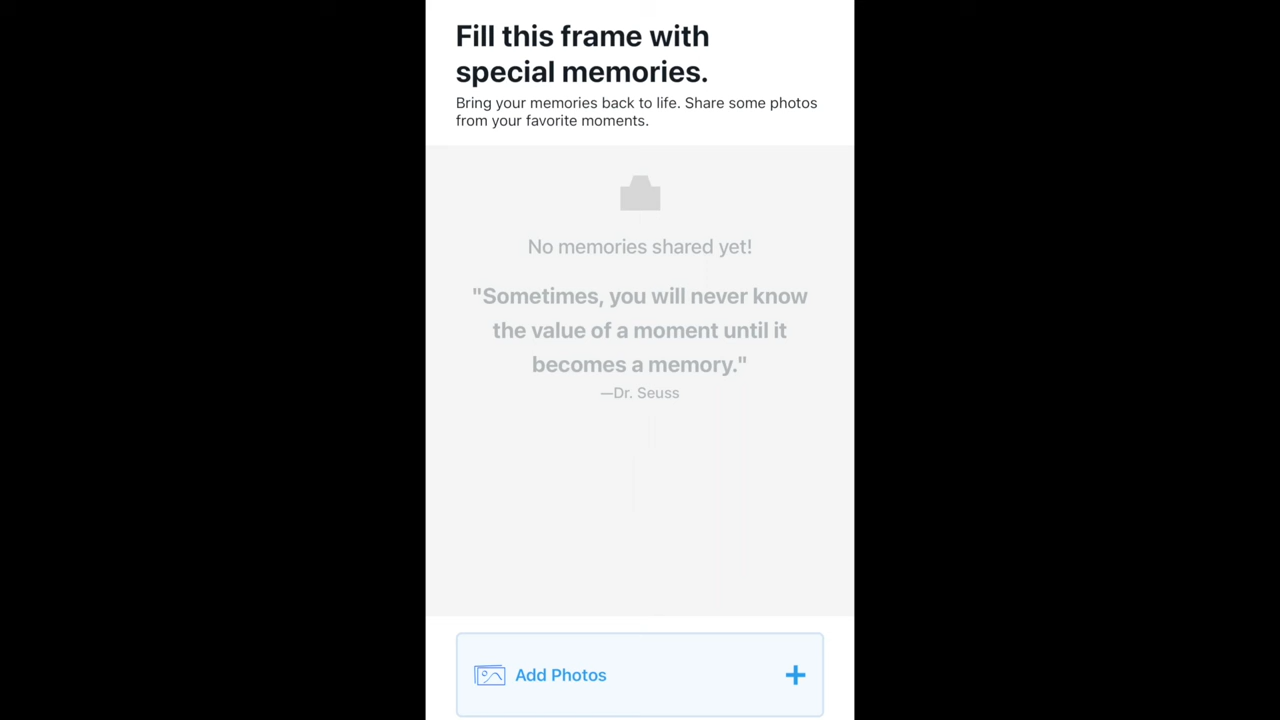 Fill this frame with
special memories.
Bring your memories back to life. Share some photos
from your favorite moments.
No memories shared yet!
"Sometimes, you will never know
the value of a moment until it
becomes a memory."
—Dr. Seuss
Add Photos